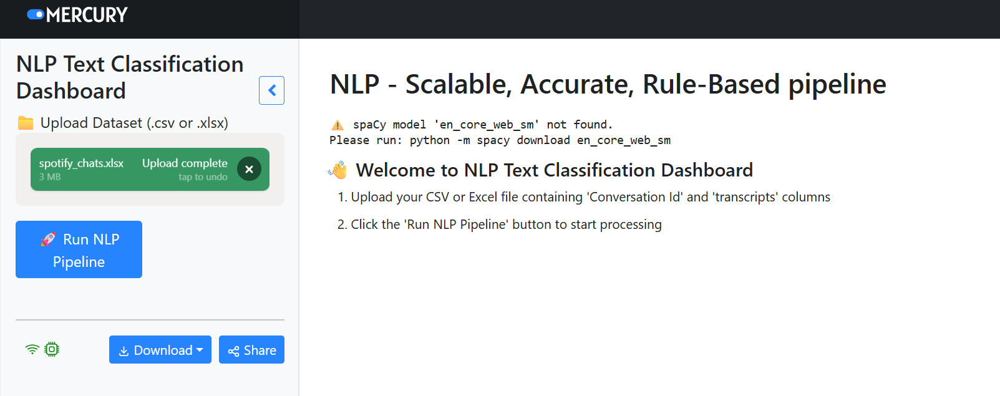 MERCURY
NLP Text Classification
Dashboard
📁 Upload Dataset (.csv or .xlsx)
spotify_chats.xlsx
3 MB
Upload complete
tap to undo
🚀 Run NLP
Pipeline
Download
Share
NLP - Scalable, Accurate, Rule-Based pipeline
⚠️ spaCy model 'en_core_web_sm' not found.
Please run: python -m spacy download en_core_web_sm
👋 Welcome to NLP Text Classification Dashboard
1. Upload your CSV or Excel file containing 'Conversation Id' and 'transcripts' columns
2. Click the 'Run NLP Pipeline' button to start processing